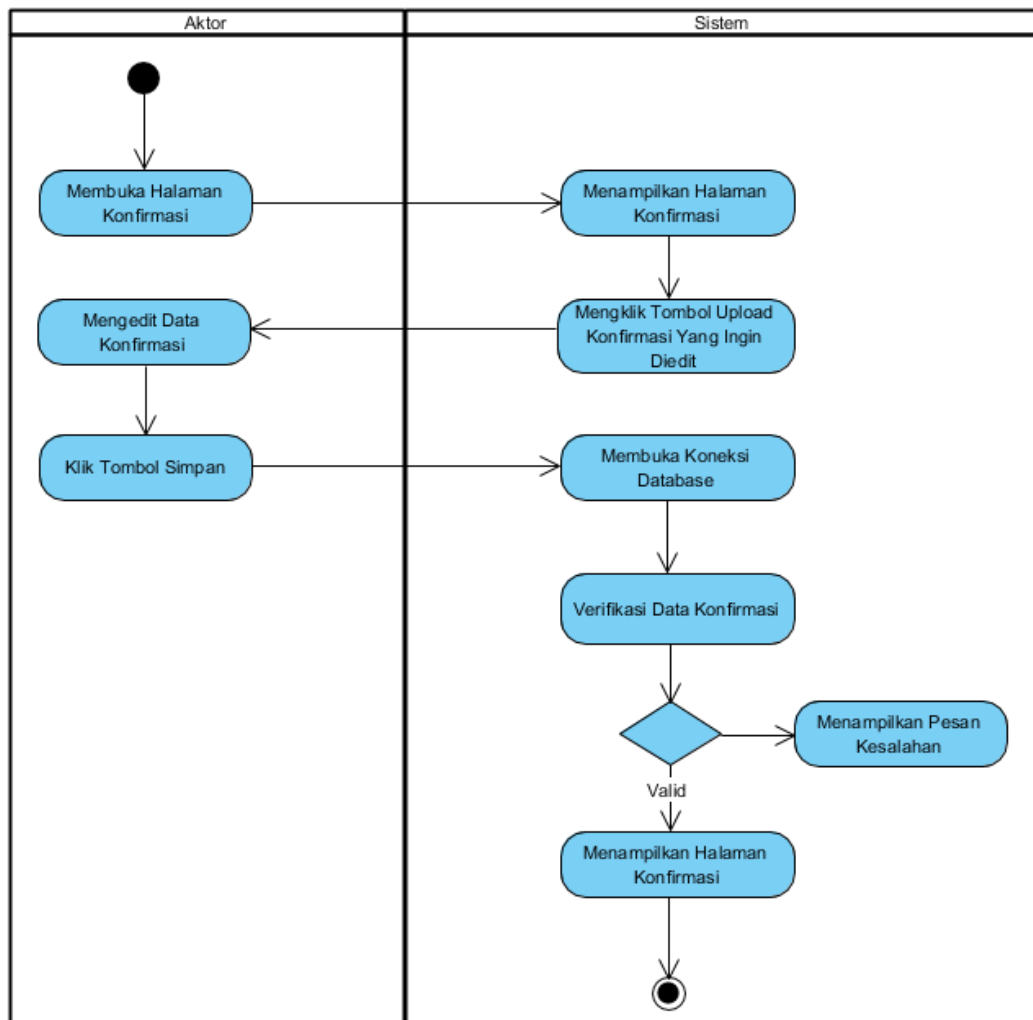 Aktor
Sistem
Membuka Halaman
Konfirmasi
Menampilkan Halaman
Konfirmasi
Mengklik Tombol Upload
Konfirmasi Yang Ingin
Diedit
Mengedit Data
Konfirmasi
Klik Tombol Simpan
Membuka Koneksi
Database
Verifikasi Data Konfirmasi
Menampilkan Pesan
Kesalahan
Valid
Menampilkan Halaman
Konfirmasi